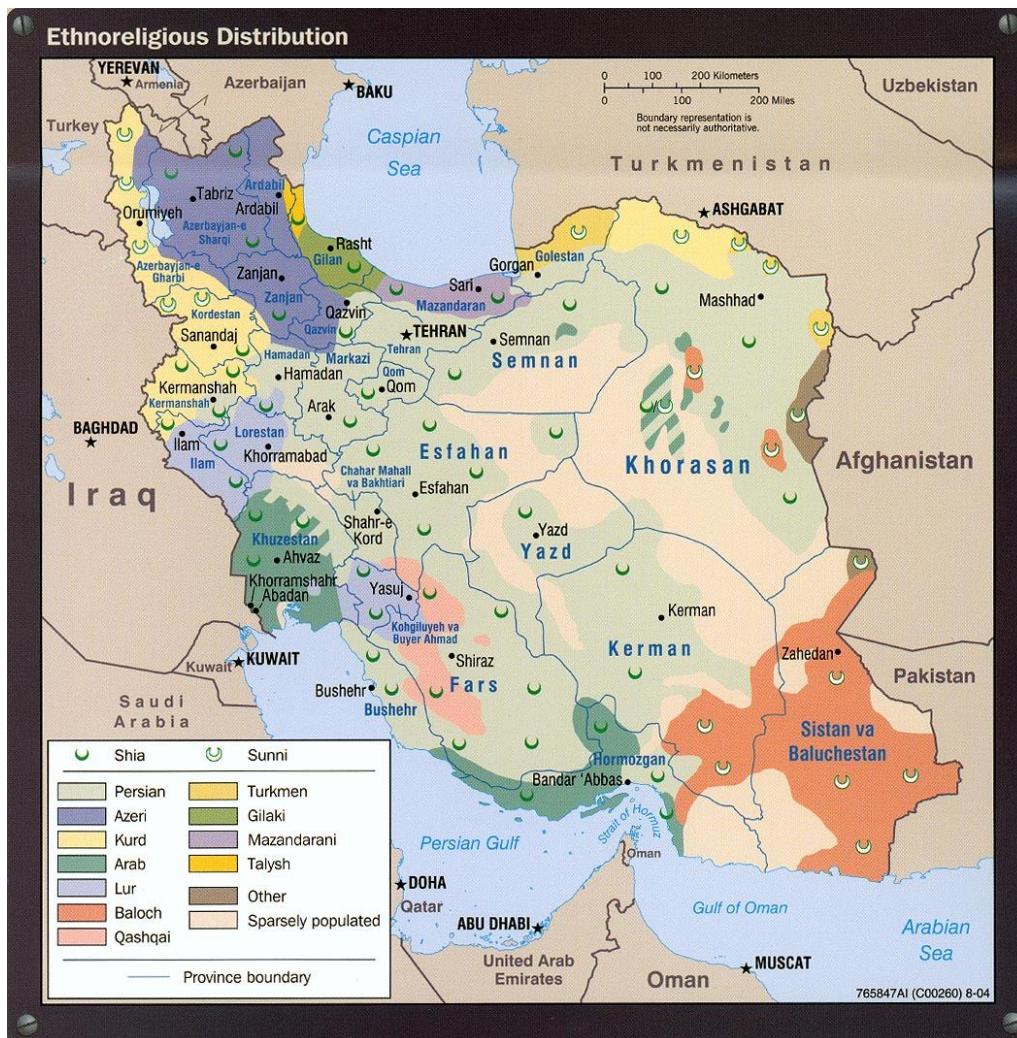 Ethnoreligious Distribution
YEREVAN
Armenia
Azerbaijan
BAKU
0 100 200 Kilometers
0 100 200 Miles
Boundary representation is
not necessarily authoritative.
Uzbekistan
Turkey
Caspian
Sea
Turkmenistan
Tabriz
Ardabil
Ardabil
ASHGABAT
Orumiyeh
Azerbayjan-e
Sharqi
Rasht
Gilan
Golestan
Gorgan
Azerbayjan-e
Gharbi
Zanjan
Zanjan
Sari
Mazandaran
Mashhad
Kordestan
Qazvin
Qazvin
TEHRAN
Tehran
Semnan
Semnan
Sanandaj
Markazi
Hamadan
Hamadan
Qom
Qom
Kermanshah
Kermanshah
Arak
BAGHDAD
Ilam
Ilam
Lorestan
Khorramabad
Esfahan
Khorasan
Afghanistan
Iraq
Chahar Mahall
va Bakhtiari
Esfahan
Shahr-e
Kord
Yazd
Yazd
Khuzestan
Ahvaz
Khorramshahr
Abadan
Yasuj
Kohgiluyeh va
Buyer Ahmad
Kerman
Kerman
Zahedan
Kuwait
KUWAIT
Shiraz
Fars
Pakistan
Saudi
Arabia
Bushehr
Bushehr
Sistan va
Baluchestan
Hormozgan
Bandar 'Abbas
Strait of Hormuz
Oman
Persian Gulf
DOHA
Qatar
ABU DHABI
United Arab
Emirates
Gulf of Oman
Arabian
Sea
MUSCAT
Oman
Shia
Sunni
Persian
Azeri
Kurd
Arab
Lur
Baloch
Qashqai
Turkmen
Gilaki
Mazandarani
Talysh
Other
Sparsely populated
Province boundary
765847AI (C00260) 8-04